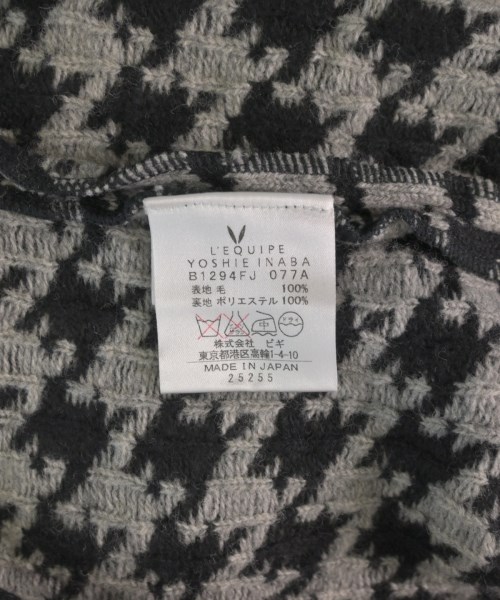 L'EQUIPE
YOSHIE INABA
B1294FJ 077A
表地 毛 100%
裏地 ポリエステル 100%
中
株式会社 ビギ
東京都港区高輪1-4-10
MADE IN JAPAN
25255